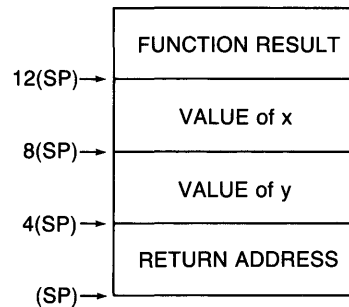 FUNCTION RESULT
12(SP)
VALUE of x
8(SP)
VALUE of y
4(SP)
RETURN ADDRESS
(SP)